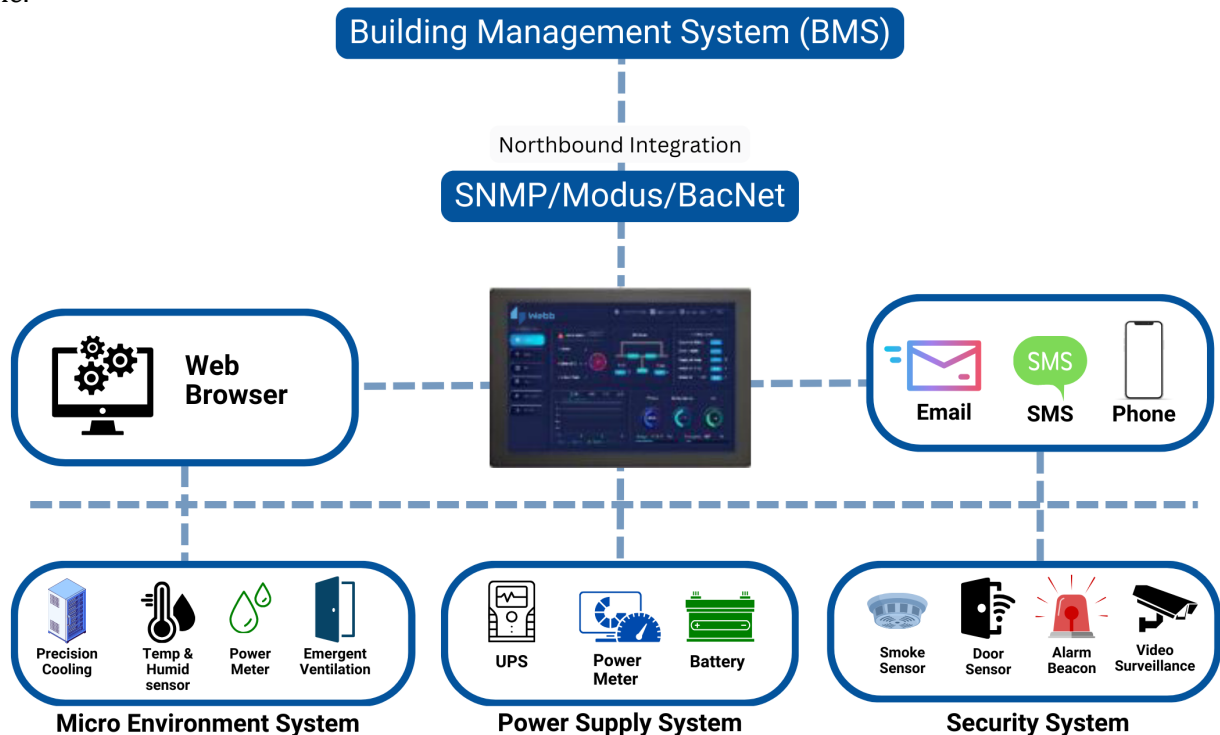 Building Management System (BMS)
Northbound Integration
SNMP/Modus/BacNet
Webb
Web
Browser
SMS
Email
SMS
Phone
Precision
Cooling
Temp &
Humid
sensor
Power
Meter
Emergent
Ventilation
UPS
Power
Meter
Battery
Smoke
Sensor
Door
Sensor
Alarm
Beacon
Video
Surveillance
Micro Environment System
Power Supply System
Security System